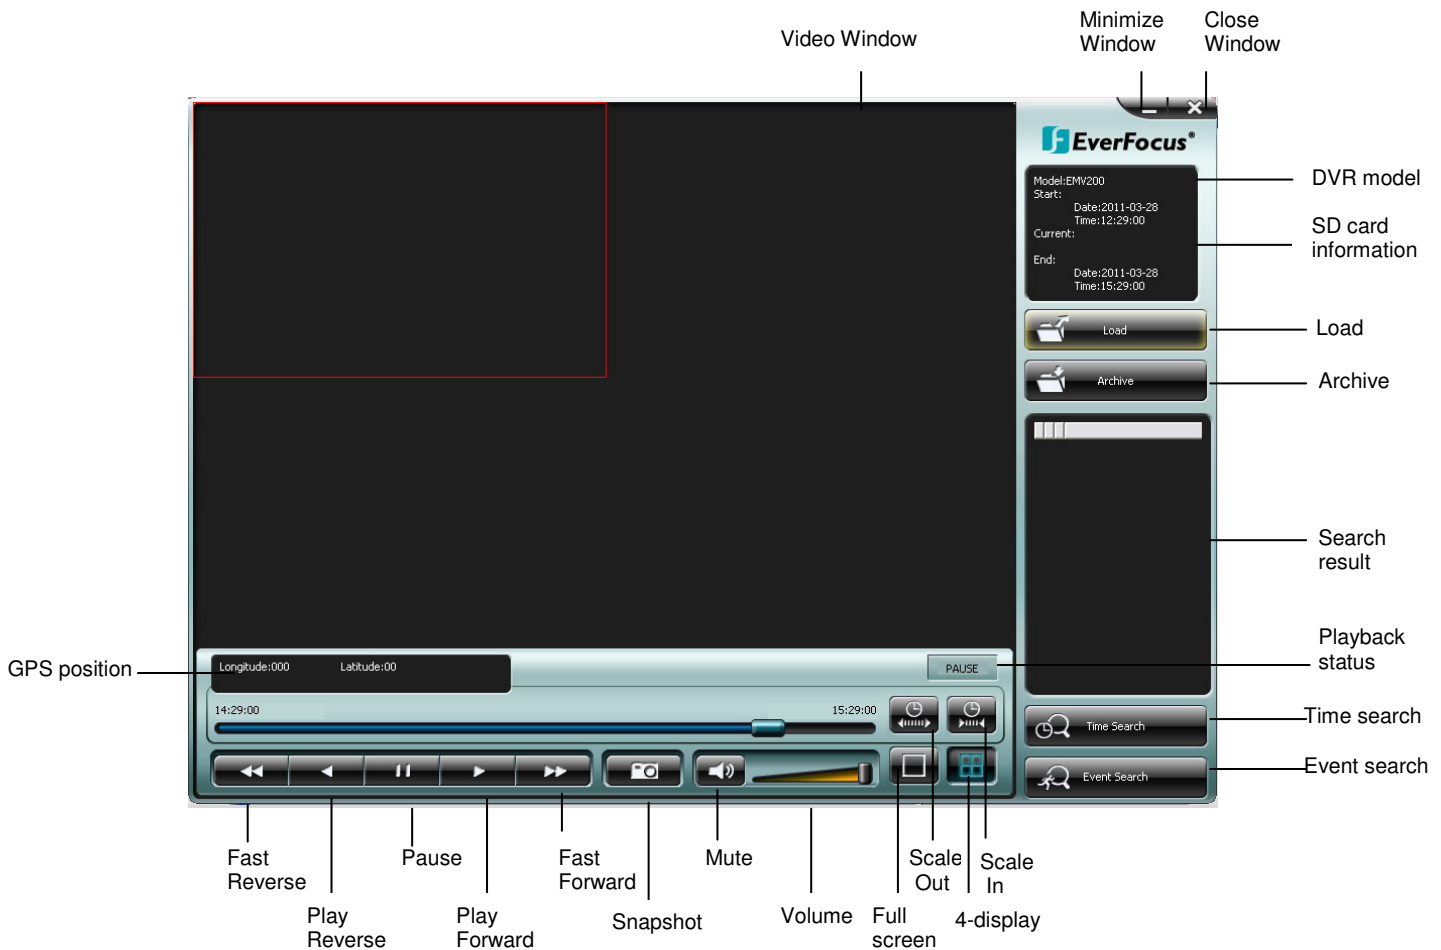 Video Window
Minimize
Window
Close
Window
EverFocus®
Model:EMV200
Start:
Date:2011-03-28
Time:12:29:00
Current:
End:
Date:2011-03-28
Time:15:29:00
DVR model
SD card
information
Load
Load
Archive
Archive
Search
result
GPS position
Longitude:000 Latitude:00
PAUSE
Playback
status
14:29:00 15:29:00
Time Search
Time search
Event Search
Event search
Fast
Reverse
Play
Reverse
Pause
Play
Forward
Fast
Forward
Snapshot
Mute
Volume
Full
screen
Scale
Out
4-display
Scale
In